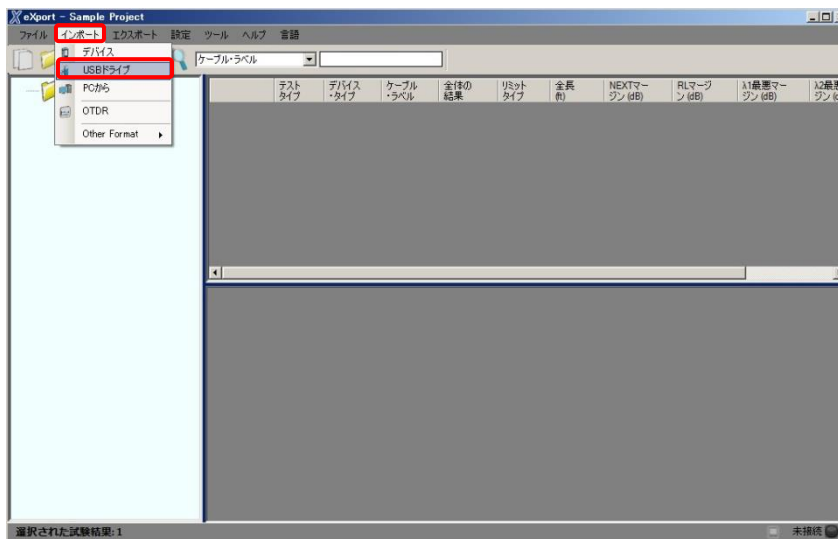 eXport - Sample Project
ファイル インポート エクスポート 設定 ツール ヘルプ 言語
デバイス
USBドライブ
PCから
OTDR
Other Format
ケーブル・ラベル
テスト
タイプ
デバイス
・タイプ
ケーブル
・ラベル
全体の
結果
リミット
タイプ
全長
(ft)
NEXTマー
ジン (dB)
RLマージ
ン (dB)
λ1最悪マー
ジン (dB)
λ2最悪
ジン (d
選択された試験結果: 1
未接続